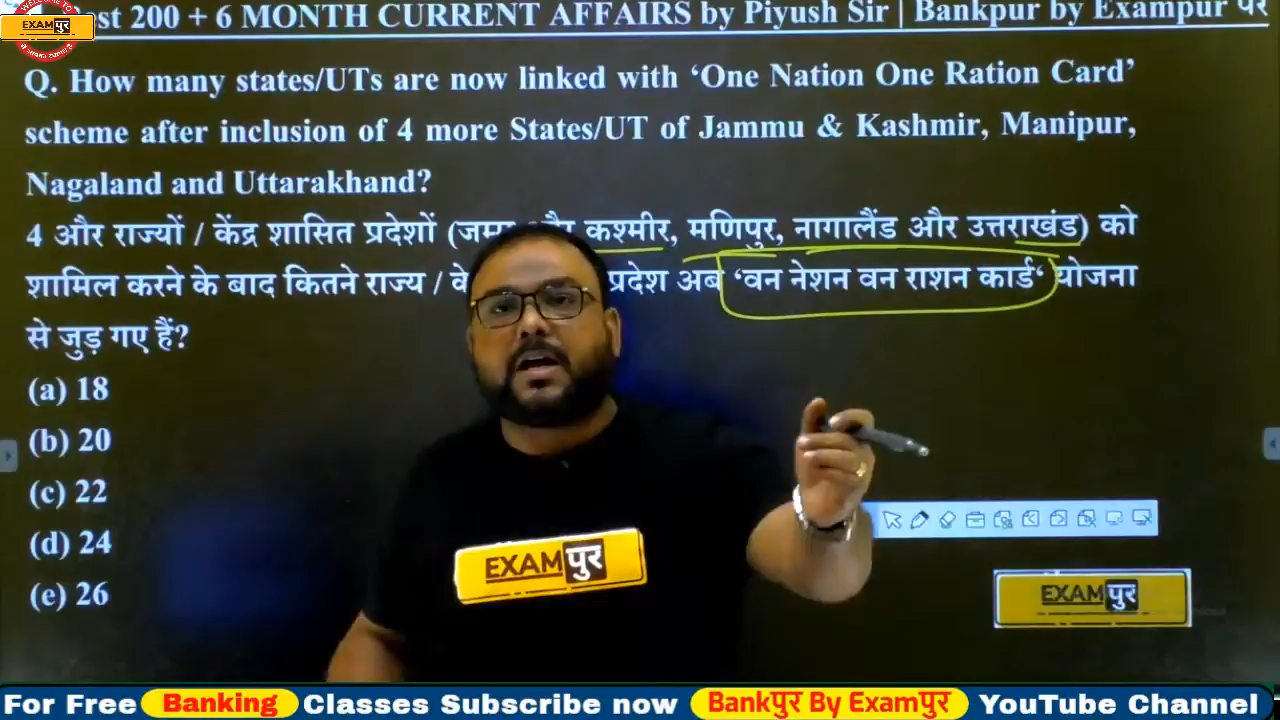 WELCOME TO
EXAMपुर
st 200 + 6 MONTH CURRENT AFFAIRS by Piyush Sir | Bankpur by Exampur पर
Q. How many states/UTs are now linked with ‘One Nation One Ration Card’
scheme after inclusion of 4 more States/UT of Jammu & Kashmir, Manipur,
Nagaland and Uttarakhand?
4 और राज्यों / केंद्र शासित प्रदेशों ( कश्मीर, मणिपुर, नागालैंड और उत्तराखंड) को
शामिल करने के बाद कितने राज्य / प्रदेश अब ‘वन नेशन वन राशन कार्ड‘ योजना
से जुड़ गए हैं?
(a) 18
(b) 20
(c) 22
(d) 24
(e) 26
EXAMपुर
EXAMपुर
For Free Banking Classes Subscribe now Bankपुर By Examपुर YouTube Channel